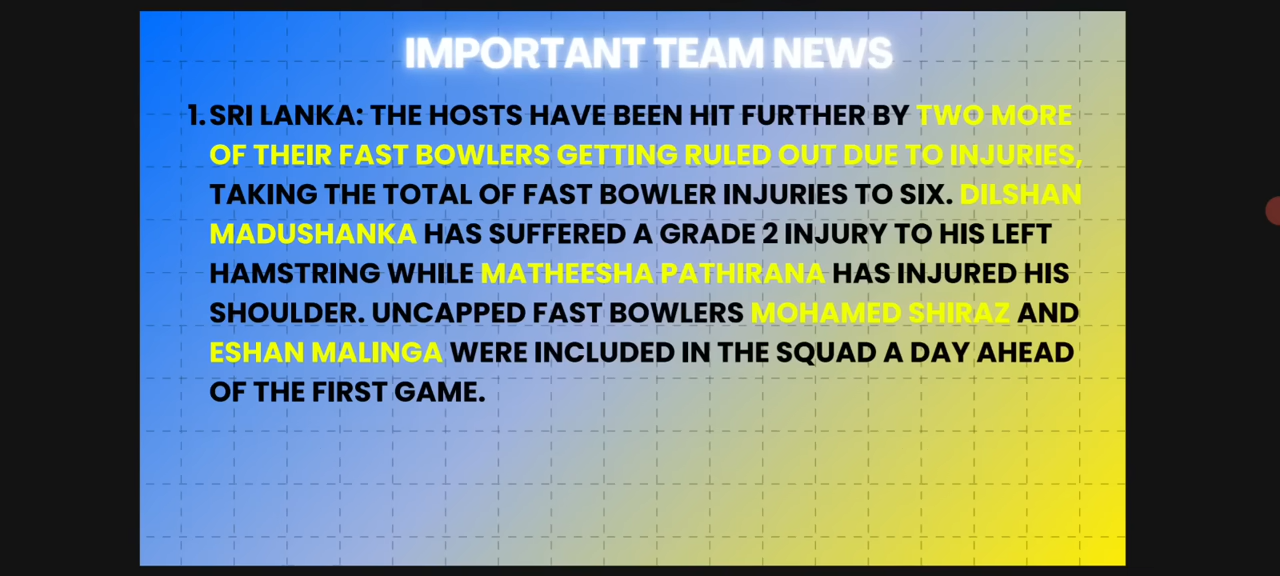 IMPORTANT TEAM NEWS
1. SRI LANKA: THE HOSTS HAVE BEEN HIT FURTHER BY TWO MORE
OF THEIR FAST BOWLERS GETTING RULED OUT DUE TO INJURIES,
TAKING THE TOTAL OF FAST BOWLER INJURIES TO SIX. DILSHAN
MADUSHANKA HAS SUFFERED A GRADE 2 INJURY TO HIS LEFT
HAMSTRING WHILE MATHEESHA PATHIRANA HAS INJURED HIS
SHOULDER. UNCAPPED FAST BOWLERS MOHAMED SHIRAZ AND
ESHAN MALINGA WERE INCLUDED IN THE SQUAD A DAY AHEAD
OF THE FIRST GAME.